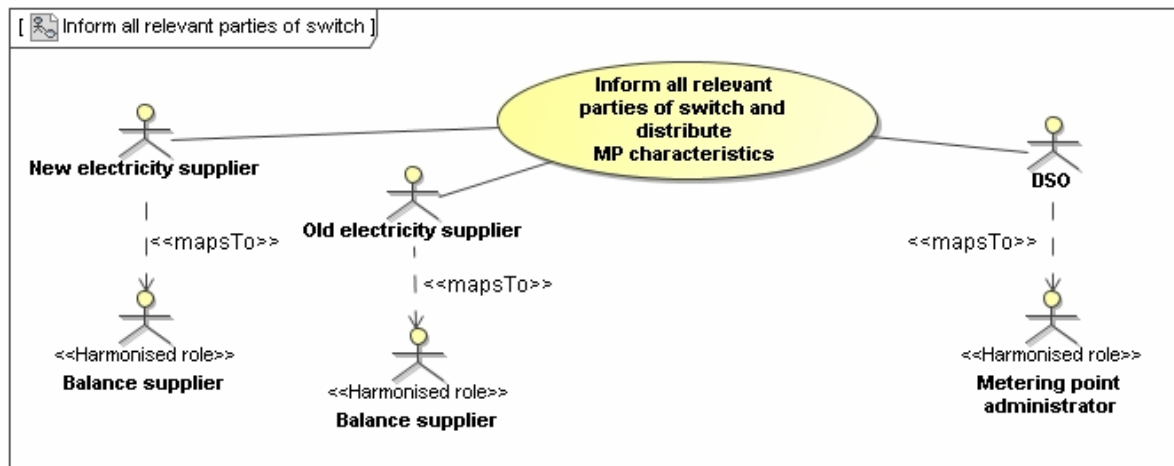 [ Inform all relevant parties of switch ]
Inform all relevant
parties of switch and
distribute
MP characteristics
New electricity supplier
Old electricity supplier
DSO
<<mapsTo>>
<<mapsTo>>
<<mapsTo>>
<<Harmonised role>>
Balance supplier
<<Harmonised role>>
Balance supplier
<<Harmonised role>>
Metering point
administrator